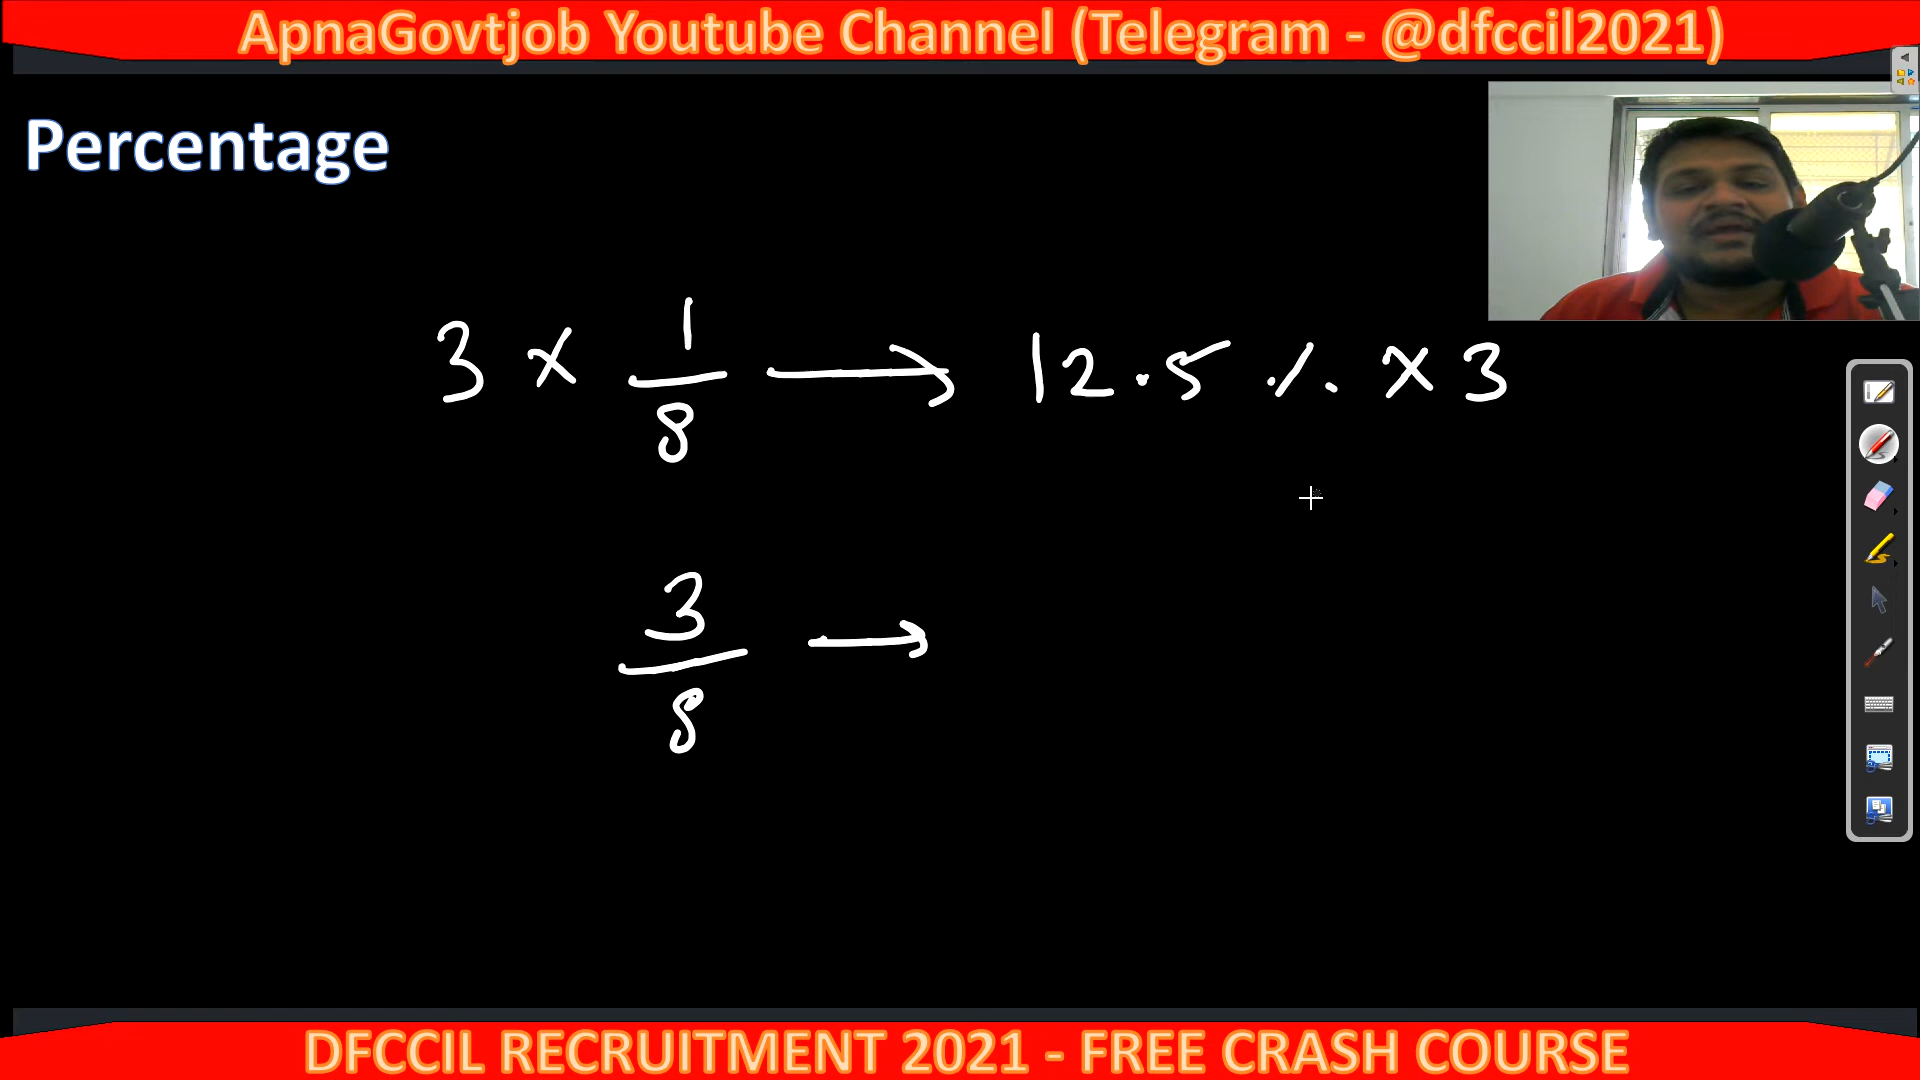 ApnaGovtjob Youtube Channel (Telegram - @dfccil2021)
Percentage
3 × 1/8 → 12.5 % × 3
3/8 →
DFCCIL RECRUITMENT 2021 - FREE CRASH COURSE